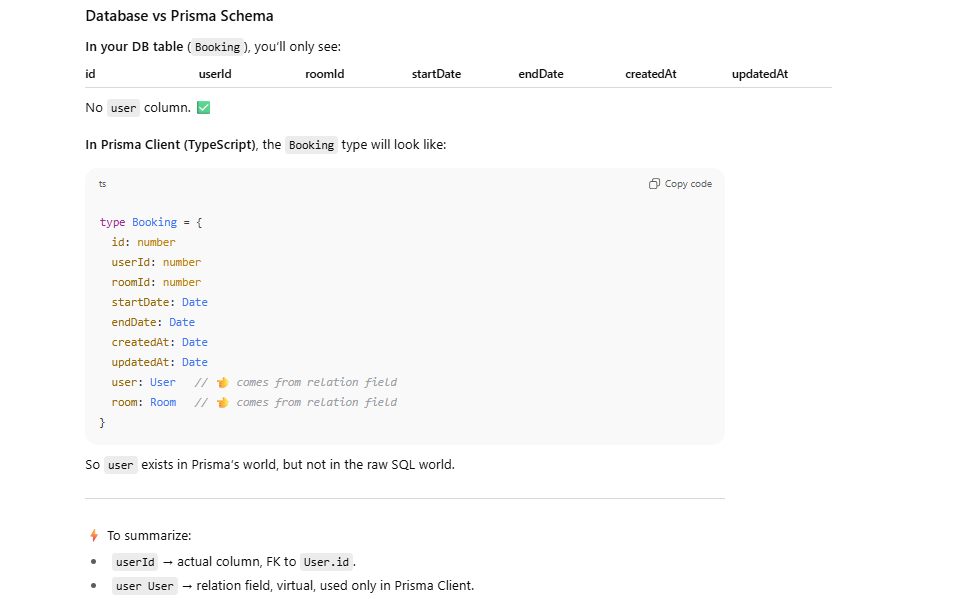 Database vs Prisma Schema
In your DB table ( Booking ), you'll only see:
id userId roomId startDate endDate createdAt updatedAt
No user column. ✅
In Prisma Client (TypeScript), the Booking type will look like:
ts Copy code
type Booking = {
id: number
userId: number
roomId: number
startDate: Date
endDate: Date
createdAt: Date
updatedAt: Date
user: User // 👈 comes from relation field
room: Room // 👈 comes from relation field
}
So user exists in Prisma's world, but not in the raw SQL world.
⚡ To summarize:
• userId → actual column, FK to User.id.
• user User → relation field, virtual, used only in Prisma Client.